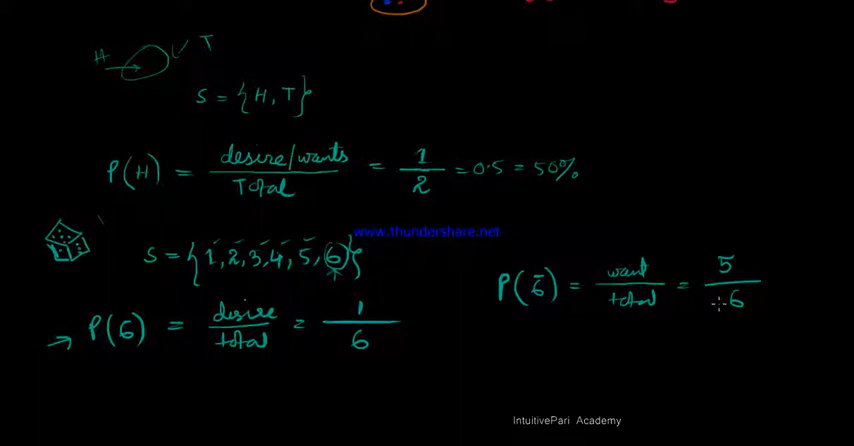 H T
S = {H, T}
P(H) = desire/wants / Total = 1/2 = 0.5 = 50%
www.thundershare.net
S = {1, 2, 3, 4, 5, 6}
P(6̄) = want/total = 5/6
P(6) = desire/total = 1/6
IntuitivePari Academy